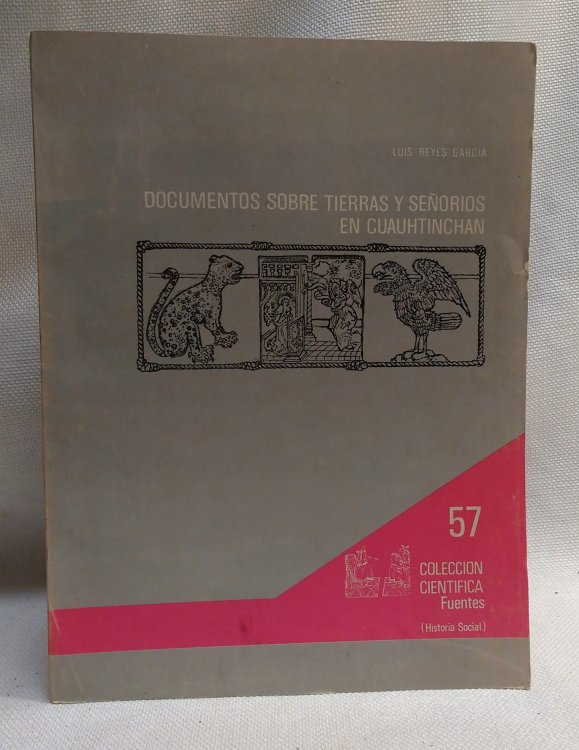 LUIS REYES GARCIA
DOCUMENTOS SOBRE TIERRAS Y SEÑORIOS
EN CUAUHTINCHAN
57
COLECCION
CIENTIFICA
Fuentes
(Historia Social)